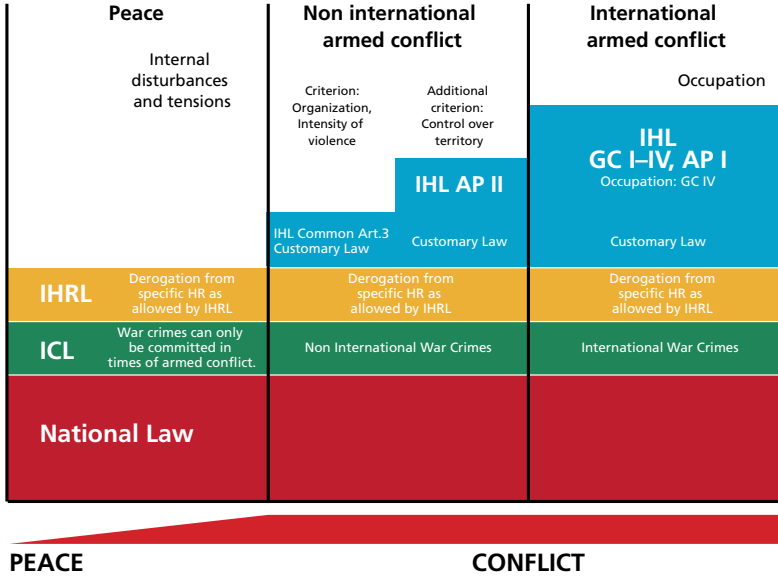 Peace
Internal
disturbances
and tensions
Non international
armed conflict
Criterion:
Organization,
Intensity of
violence
Additional
criterion:
Control over
territory
International
armed conflict
Occupation
IHL
GC I–IV, AP I
Occupation: GC IV
IHL AP II
IHL Common Art.3
Customary Law
Customary Law
Customary Law
IHRL
Derogation from
specific HR as
allowed by IHRL
Derogation from
specific HR as
allowed by IHRL
Derogation from
specific HR as
allowed by IHRL
ICL
War crimes can only
be committed in
times of armed conflict.
Non International War Crimes
International War Crimes
National Law
PEACE
CONFLICT